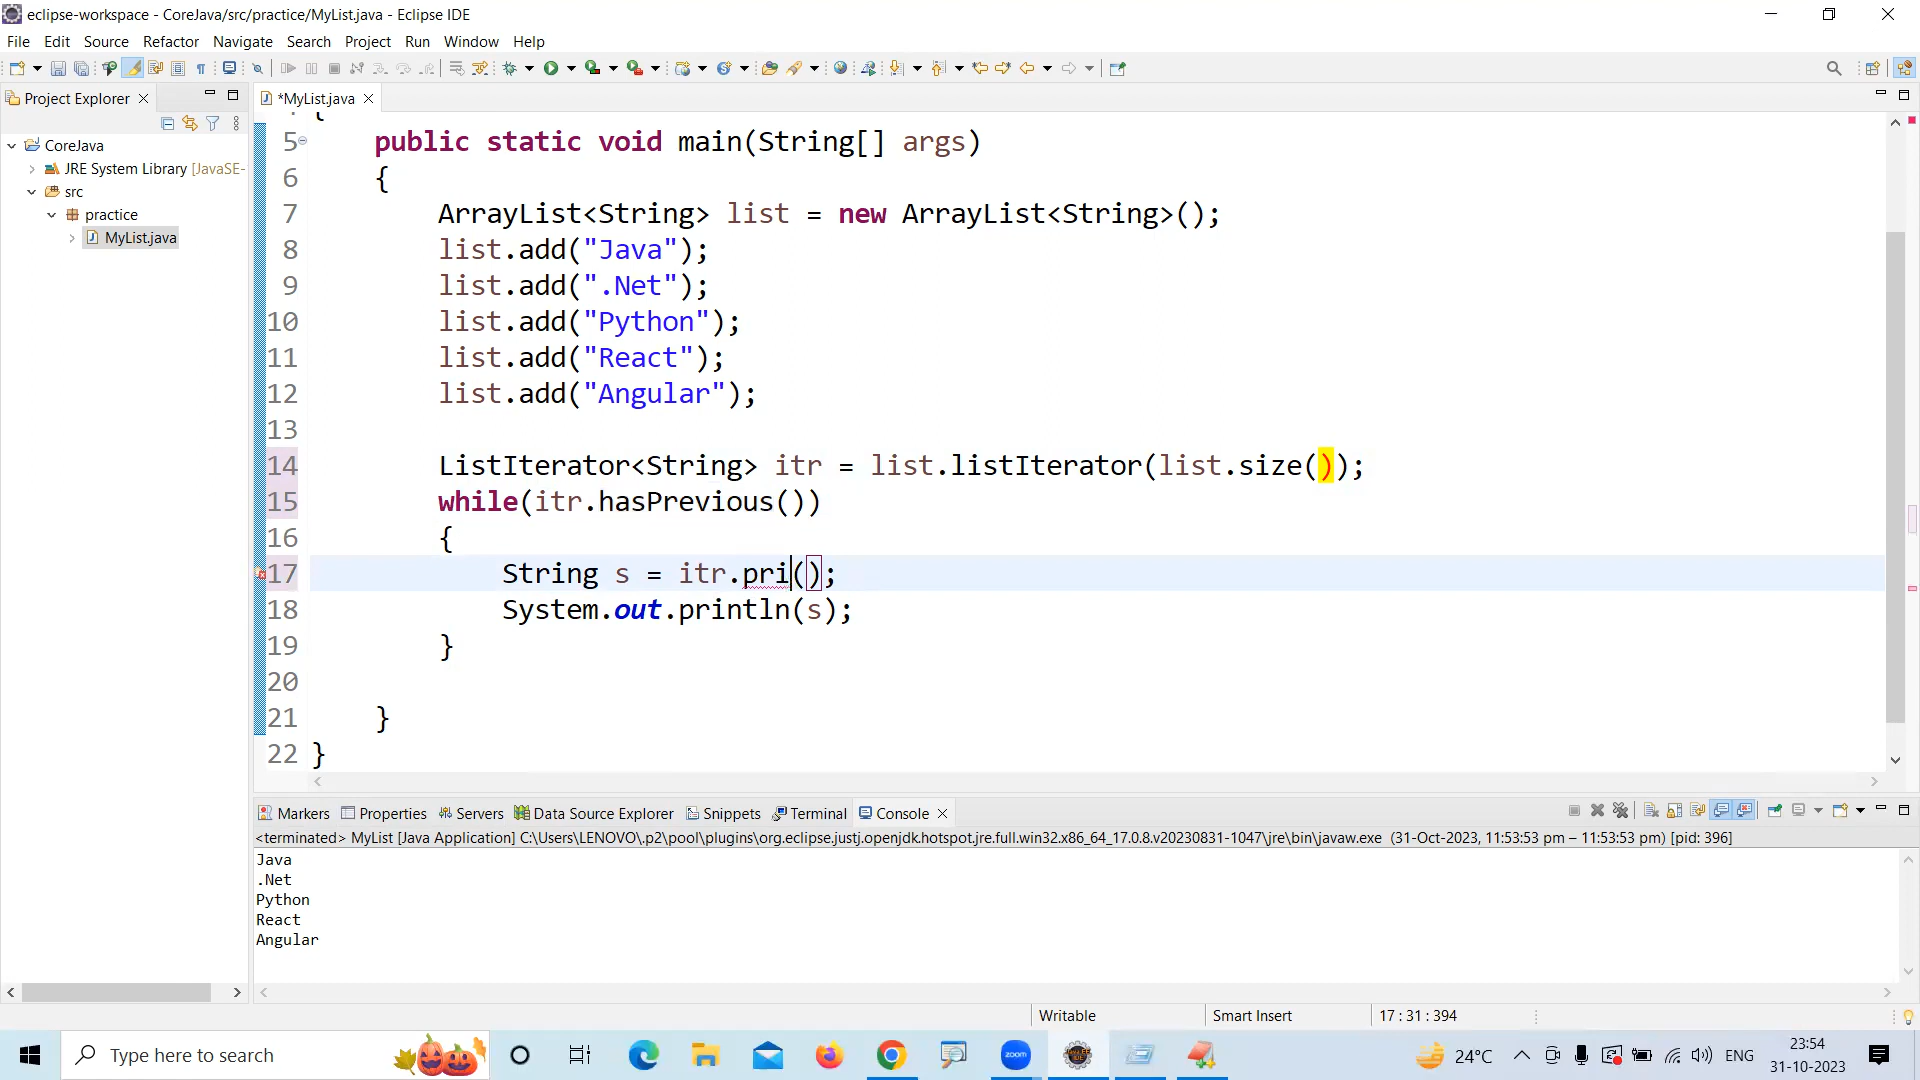 eclipse-workspace - CoreJava/src/practice/MyList.java - Eclipse IDE
File Edit Source Refactor Navigate Search Project Run Window Help
Project Explorer
*MyList.java
CoreJava
JRE System Library [JavaSE-
src
practice
MyList.java
5 public static void main(String[] args)
6 {
7 ArrayList<String> list = new ArrayList<String>();
8 list.add("Java");
9 list.add(".Net");
10 list.add("Python");
11 list.add("React");
12 list.add("Angular");
13
14 ListIterator<String> itr = list.listIterator(list.size());
15 while(itr.hasPrevious())
16 {
17 String s = itr.pri();
18 System.out.println(s);
19 }
20
21 }
22 }
Markers Properties Servers Data Source Explorer Snippets Terminal Console
<terminated> MyList [Java Application] C:\Users\LENOVO\.p2\pool\plugins\org.eclipse.justj.openjdk.hotspot.jre.full.win32.x86_64_17.0.8.v20230831-1047\jre\bin\javaw.exe (31-Oct-2023, 11:53:53 pm – 11:53:53 pm) [pid: 396]
Java
.Net
Python
React
Angular
Writable Smart Insert 17 : 31 : 394
Type here to search
zoom
24°C ENG
23:54
31-10-2023